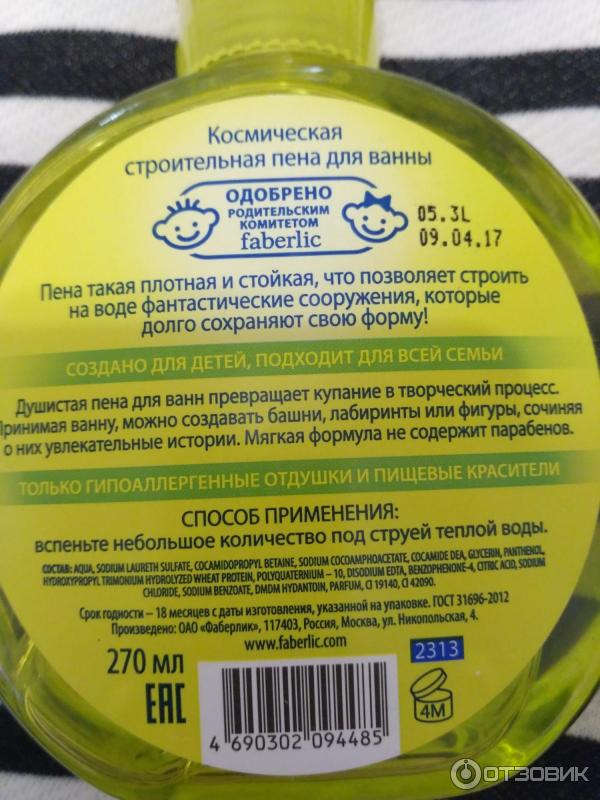 Космическая
строительная пена для ванны
ОДОБРЕНО
РОДИТЕЛЬСКИМ
КОМИТЕТОМ
faberlic
05.3L
09.04.17
Пена такая плотная и стойкая, что позволяет строить
на воде фантастические сооружения, которые
долго сохраняют свою форму!
СОЗДАНО ДЛЯ ДЕТЕЙ, ПОДХОДИТ ДЛЯ ВСЕЙ СЕМЬИ
Душистая пена для ванн превращает купание в творческий процесс.
Принимая ванну, можно создавать башни, лабиринты или фигуры, сочиняя
о них увлекательные истории. Мягкая формула не содержит парабенов.
ТОЛЬКО ГИПОАЛЛЕРГЕННЫЕ ОТДУШКИ И ПИЩЕВЫЕ КРАСИТЕЛИ
СПОСОБ ПРИМЕНЕНИЯ:
вспеньте небольшое количество под струей теплой воды.
СОСТАВ: AQUA, SODIUM LAURETH SULFATE, COCAMIDOPROPYL BETAINE, SODIUM COCOAMPHOACETATE, COCAMIDE DEA, GLYCERIN, PANTHENOL,
HYDROXYPROPYL TRIMONIUM HYDROLYZED WHEAT PROTEIN, POLYQUATERNIUM – 10, DISODIUM EDTA, BENZOPHENONE-4, CITRIC ACID, SODIUM
CHLORIDE, SODIUM BENZOATE, DMDM HYDANTOIN, PARFUM, CI 19140, CI 42090.
Срок годности – 18 месяцев с даты изготовления, указанной на упаковке. ГОСТ 31696-2012
Произведено: ОАО «Фаберлик», 117403, Россия, Москва, ул. Никопольская, 4.
www.faberlic.com
270 мл
EAC
2313
4M
4 690302 094485
ОТЗОВИК